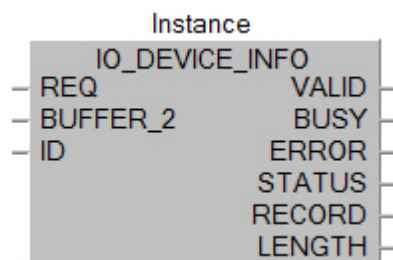 Instance
IO_DEVICE_INFO
REQ VALID
BUFFER_2 BUSY
ID ERROR
STATUS
RECORD
LENGTH